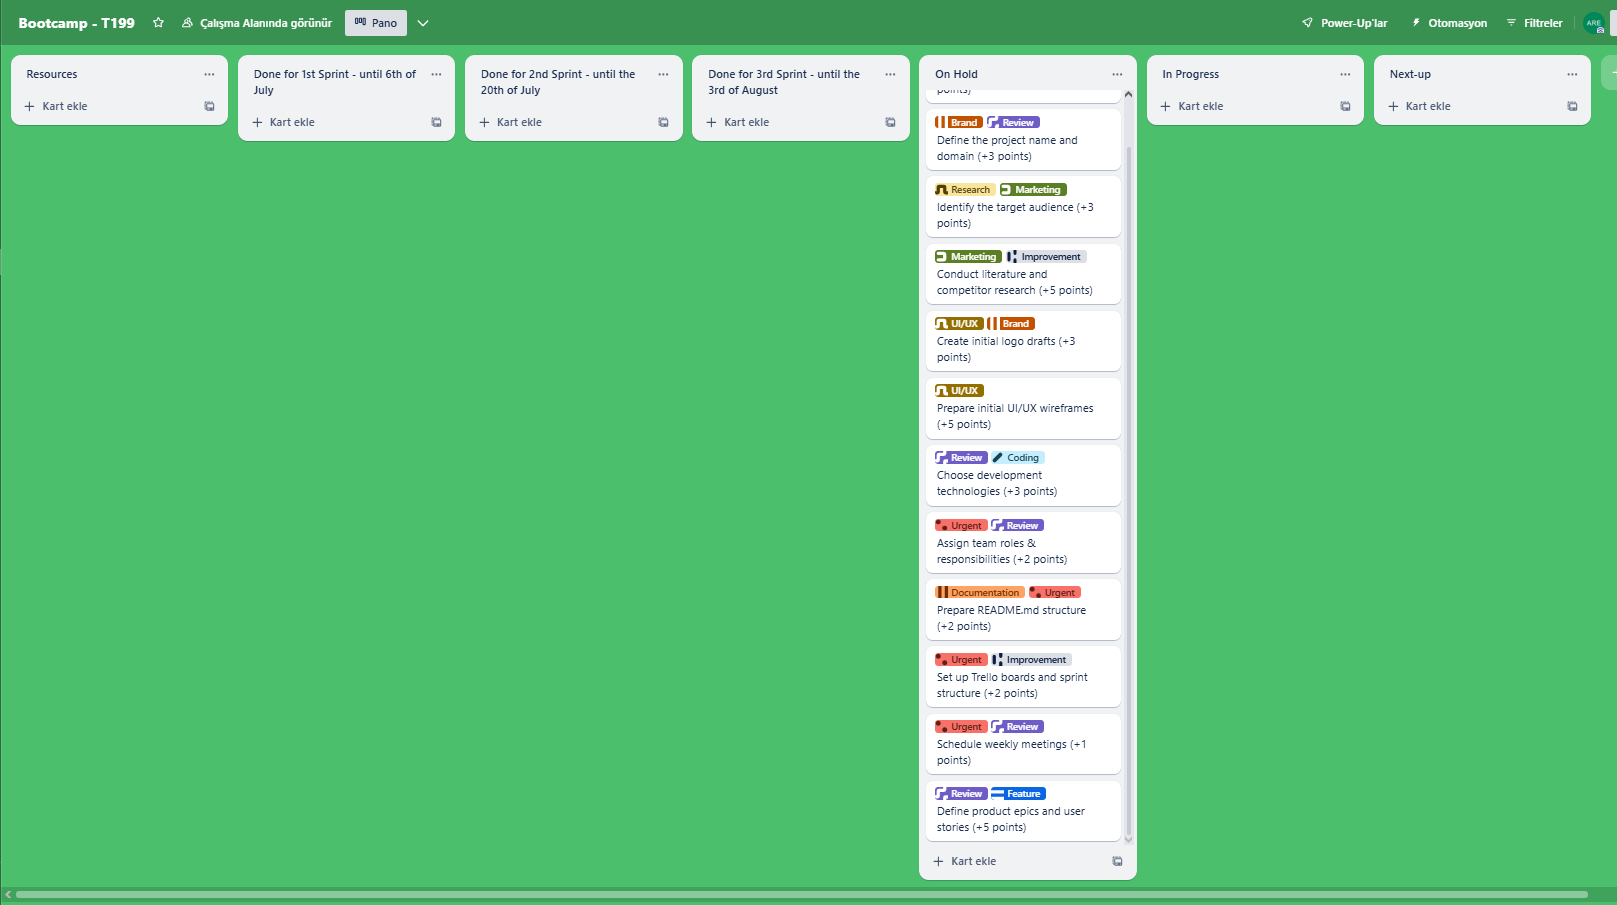 Bootcamp - T199
Çalışma Alanında görünür
Pano
Power-Up'lar
Otomasyon
Filtreler
ARE
Resources
Kart ekle
Done for 1st Sprint - until 6th of
July
Kart ekle
Done for 2nd Sprint - until the
20th of July
Kart ekle
Done for 3rd Sprint - until the
3rd of August
Kart ekle
On Hold
points)
Brand Review
Define the project name and
domain (+3 points)
Research Marketing
Identify the target audience (+3
points)
Marketing Improvement
Conduct literature and
competitor research (+5 points)
UI/UX Brand
Create initial logo drafts (+3
points)
UI/UX
Prepare initial UI/UX wireframes
(+5 points)
Review Coding
Choose development
technologies (+3 points)
Urgent Review
Assign team roles &
responsibilities (+2 points)
Documentation Urgent
Prepare README.md structure
(+2 points)
Urgent Improvement
Set up Trello boards and sprint
structure (+2 points)
Urgent Review
Schedule weekly meetings (+1
points)
Review Feature
Define product epics and user
stories (+5 points)
Kart ekle
In Progress
Kart ekle
Next-up
Kart ekle